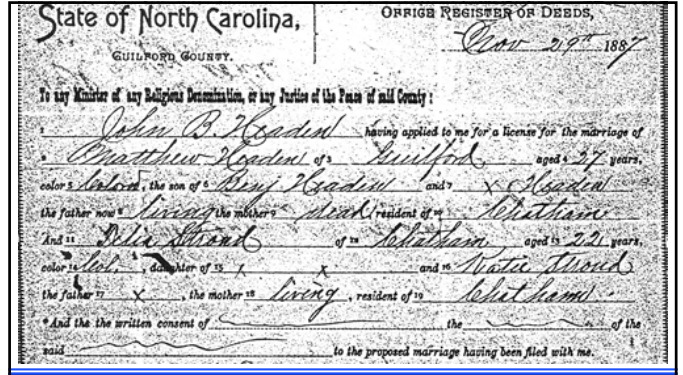 State of North Carolina, OFFICE REGISTER OF DEEDS,
GUILFORD COUNTY. Nov 29th 1887
To any Minister of any Religious Denomination, or any Justice of the Peace of said County:
1 John B. Headen having applied to me for a license for the marriage of
2 Matthew Headen of 3 Guilford aged 4 27 years,
color 5 Colored, the son of 6 Benj Headen and 7 X Headen
the father now 8 living the mother 9 dead resident of 10 Chatham
And 11 Delia Stroud of 12 Chatham aged 13 22 years,
color 14 Col., daughter of 15 x x and 16 Katie Stroud
the father 17 X, the mother 18 living, resident of 19 Chatham
*And the the written consent of the of the
said to the proposed marriage having been filed with me.